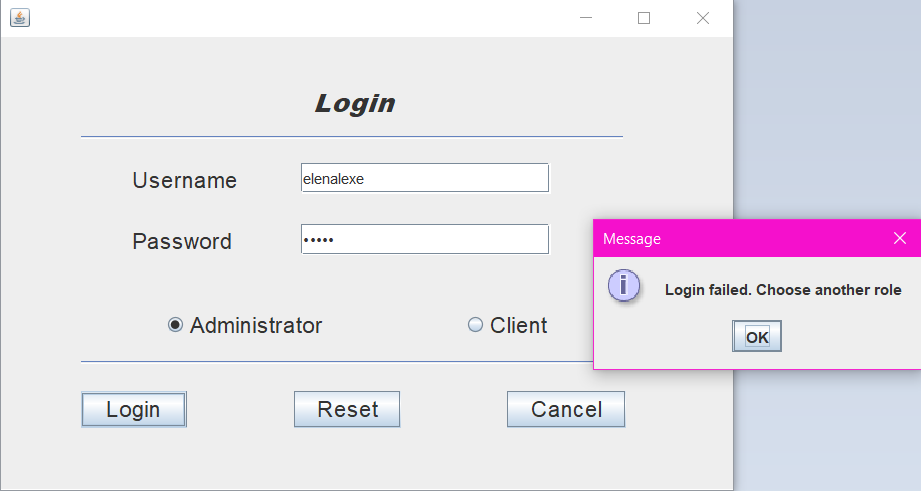 Login
Username
elenalexe
Password
•••••
Administrator
Client
Login
Reset
Cancel
Message
Login failed. Choose another role
OK